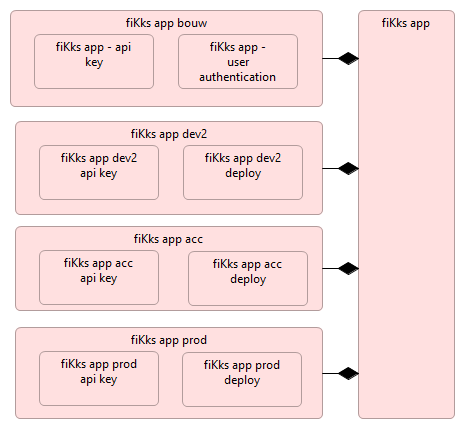 fiKks app bouw
fiKks app - api
key
fiKks app -
user
authentication
fiKks app
fiKks app dev2
fiKks app dev2
api key
fiKks app dev2
deploy
fiKks app acc
fiKks app acc
api key
fiKks app acc
deploy
fiKks app prod
fiKks app prod
api key
fiKks app prod
deploy